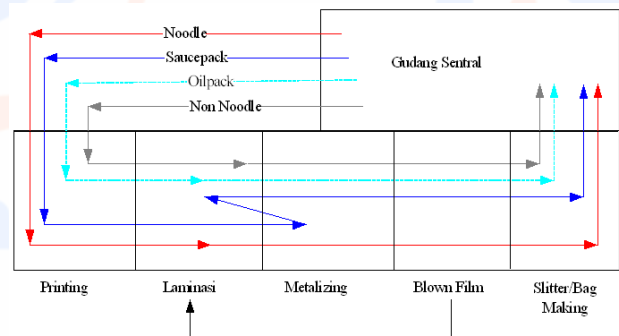 Noodle
Saucepack
Oilpack
Non Noodle
Gudang Sentral
Printing
Laminasi
Metalizing
Blown Film
Slitter/Bag
Making